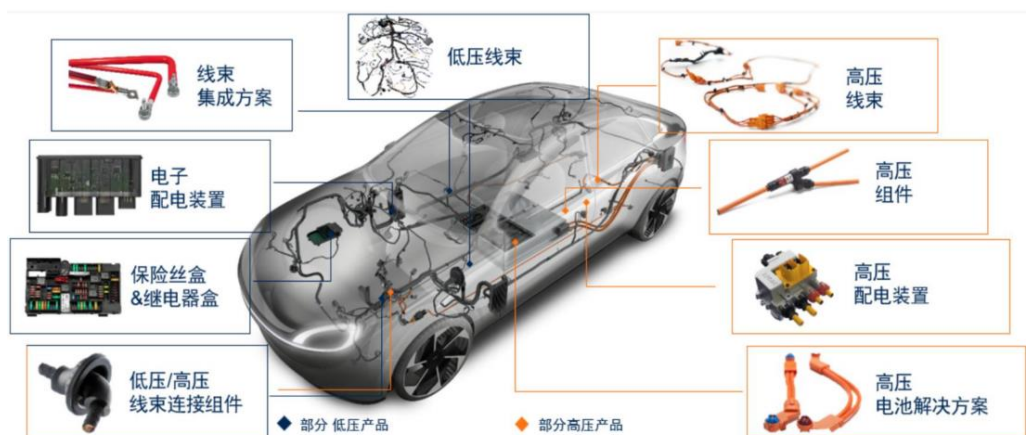 低压线束
线束
集成方案
高压
线束
电子
配电装置
高压
组件
保险丝盒
&继电器盒
高压
配电装置
低压/高压
线束连接组件
高压
电池解决方案
部分 低压产品
部分高压产品